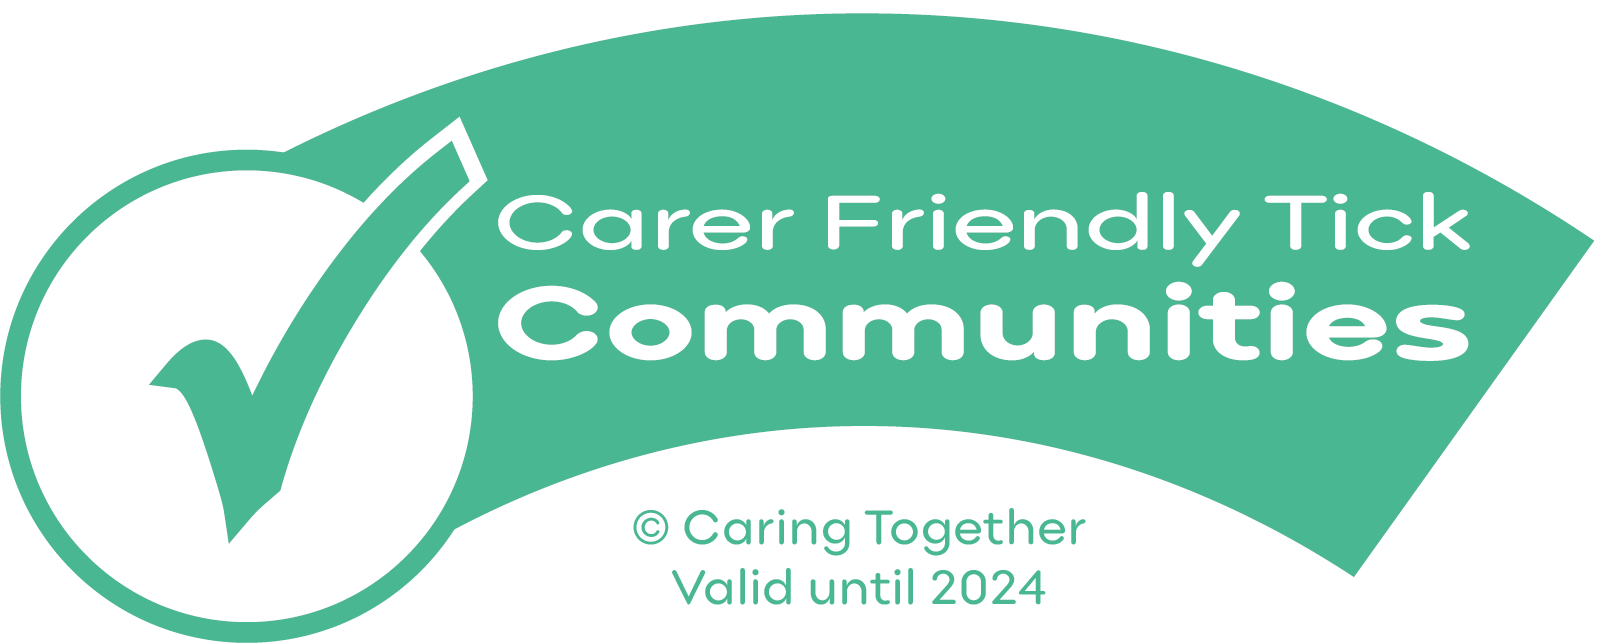 Carer Friendly Tick
Communities
© Caring Together
Valid until 2024